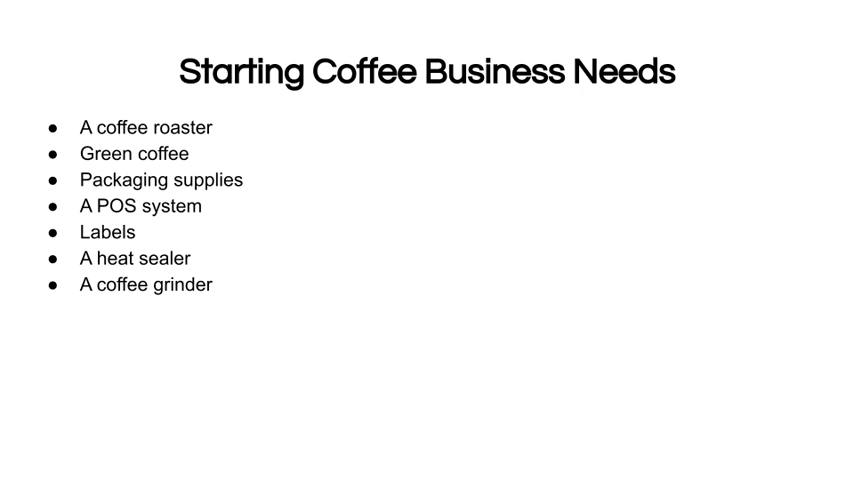 Starting Coffee Business Needs
● A coffee roaster
● Green coffee
● Packaging supplies
● A POS system
● Labels
● A heat sealer
● A coffee grinder